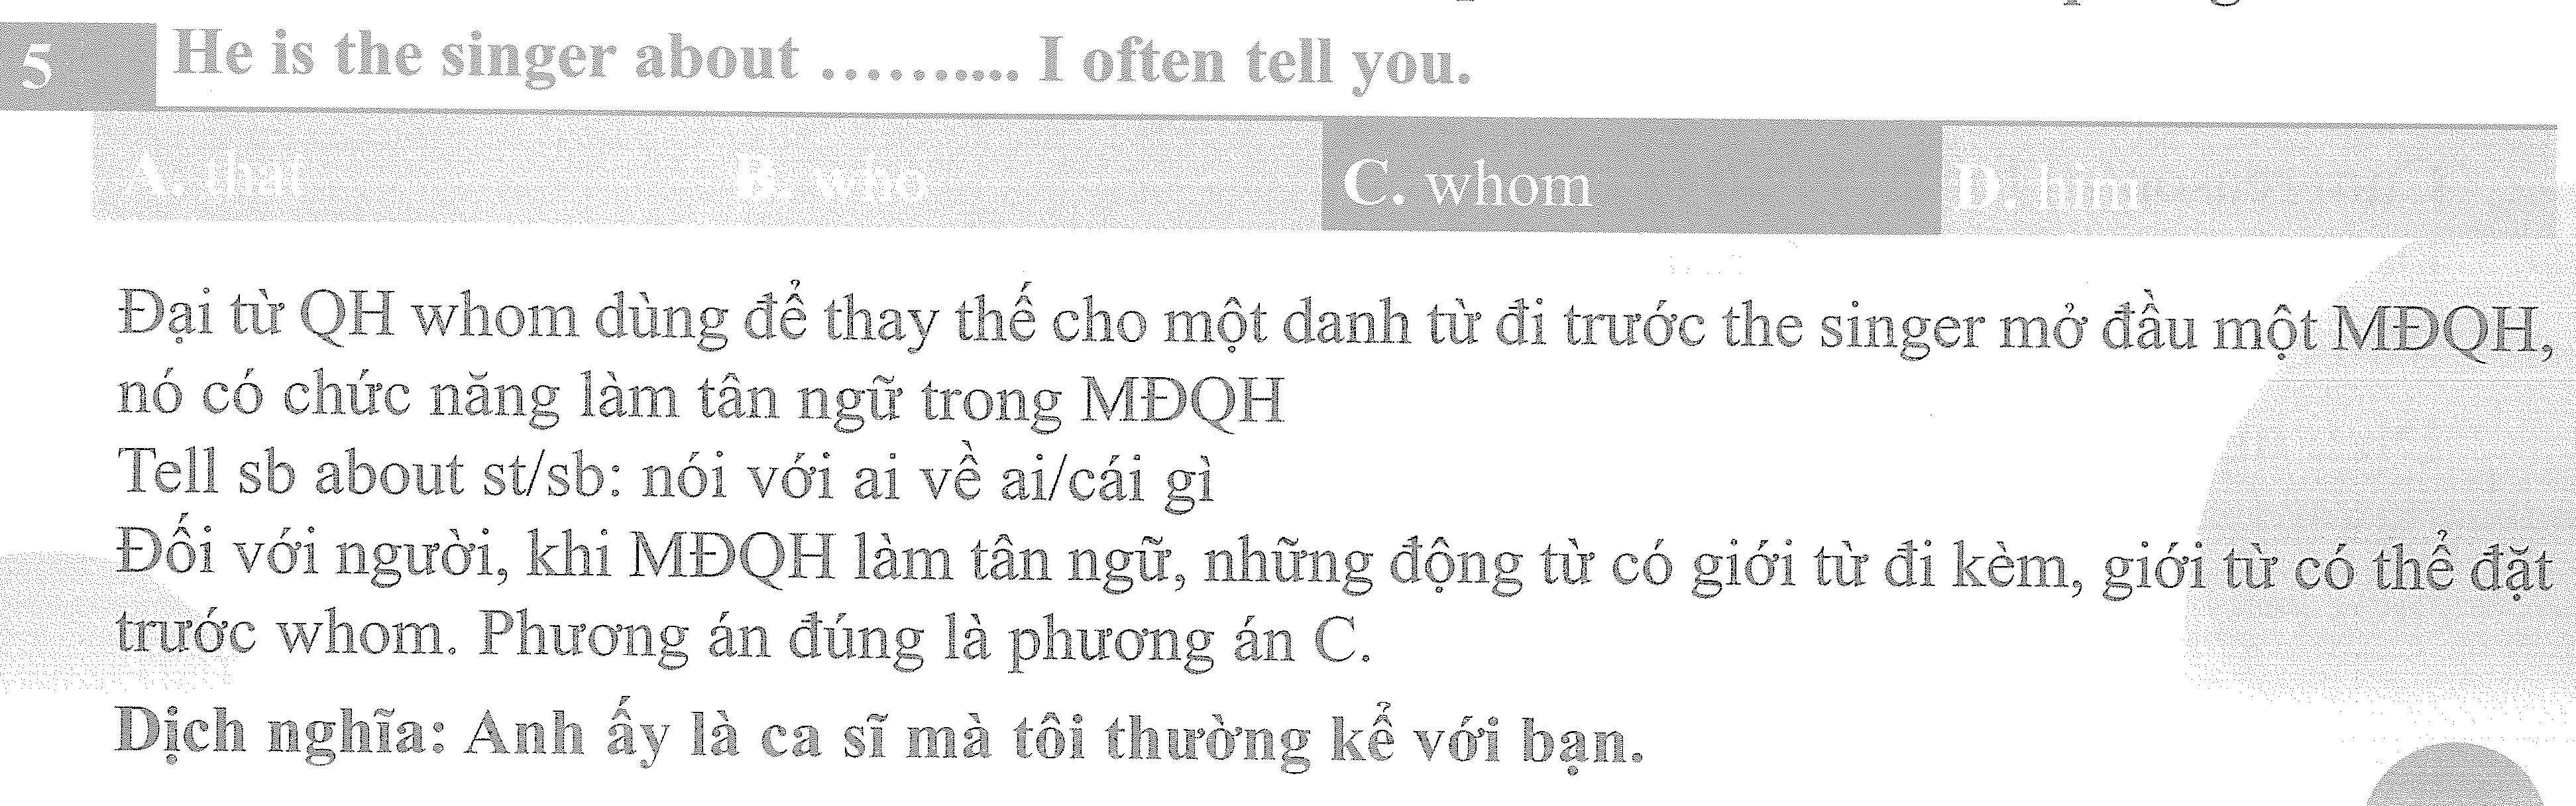 5 He is the singer about .......... I often tell you.
A. that B. who C. whom D. him
Đại từ QH whom dùng để thay thế cho một danh từ đi trước the singer mở đầu một MĐQH,
nó có chức năng làm tân ngữ trong MĐQH
Tell sb about st/sb: nói với ai về ai/cái gì
Đối với người, khi MĐQH làm tân ngữ, những động từ có giới từ đi kèm, giới từ có thể đặt
trước whom. Phương án đúng là phương án C.
Dịch nghĩa: Anh ấy là ca sĩ mà tôi thường kể với bạn.